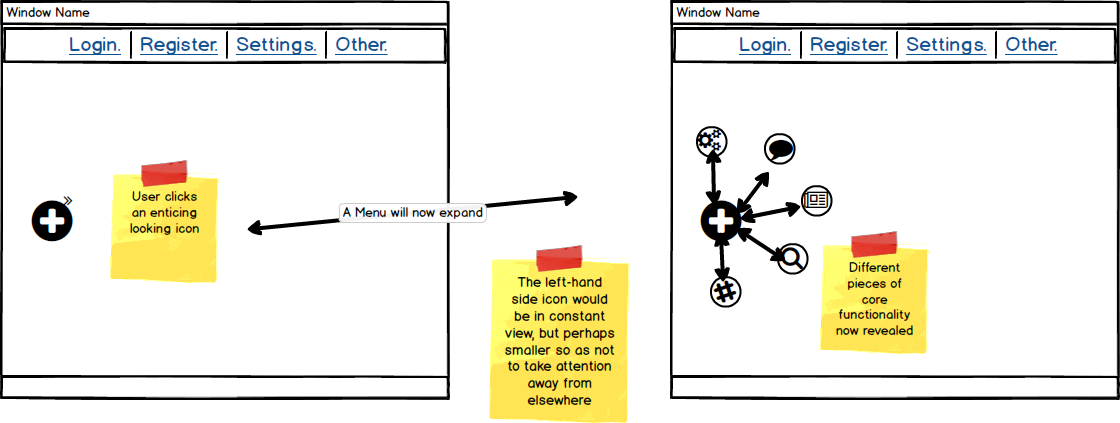 Window Name
Login. Register. Settings. Other.
User clicks
an enticing
looking icon
A Menu will now expand
The left-hand
side icon would
be in constant
view, but perhaps
smaller so as not
to take attention
away from
elsewhere
Window Name
Login. Register. Settings. Other.
Different
pieces of
core
functionality
now revealed